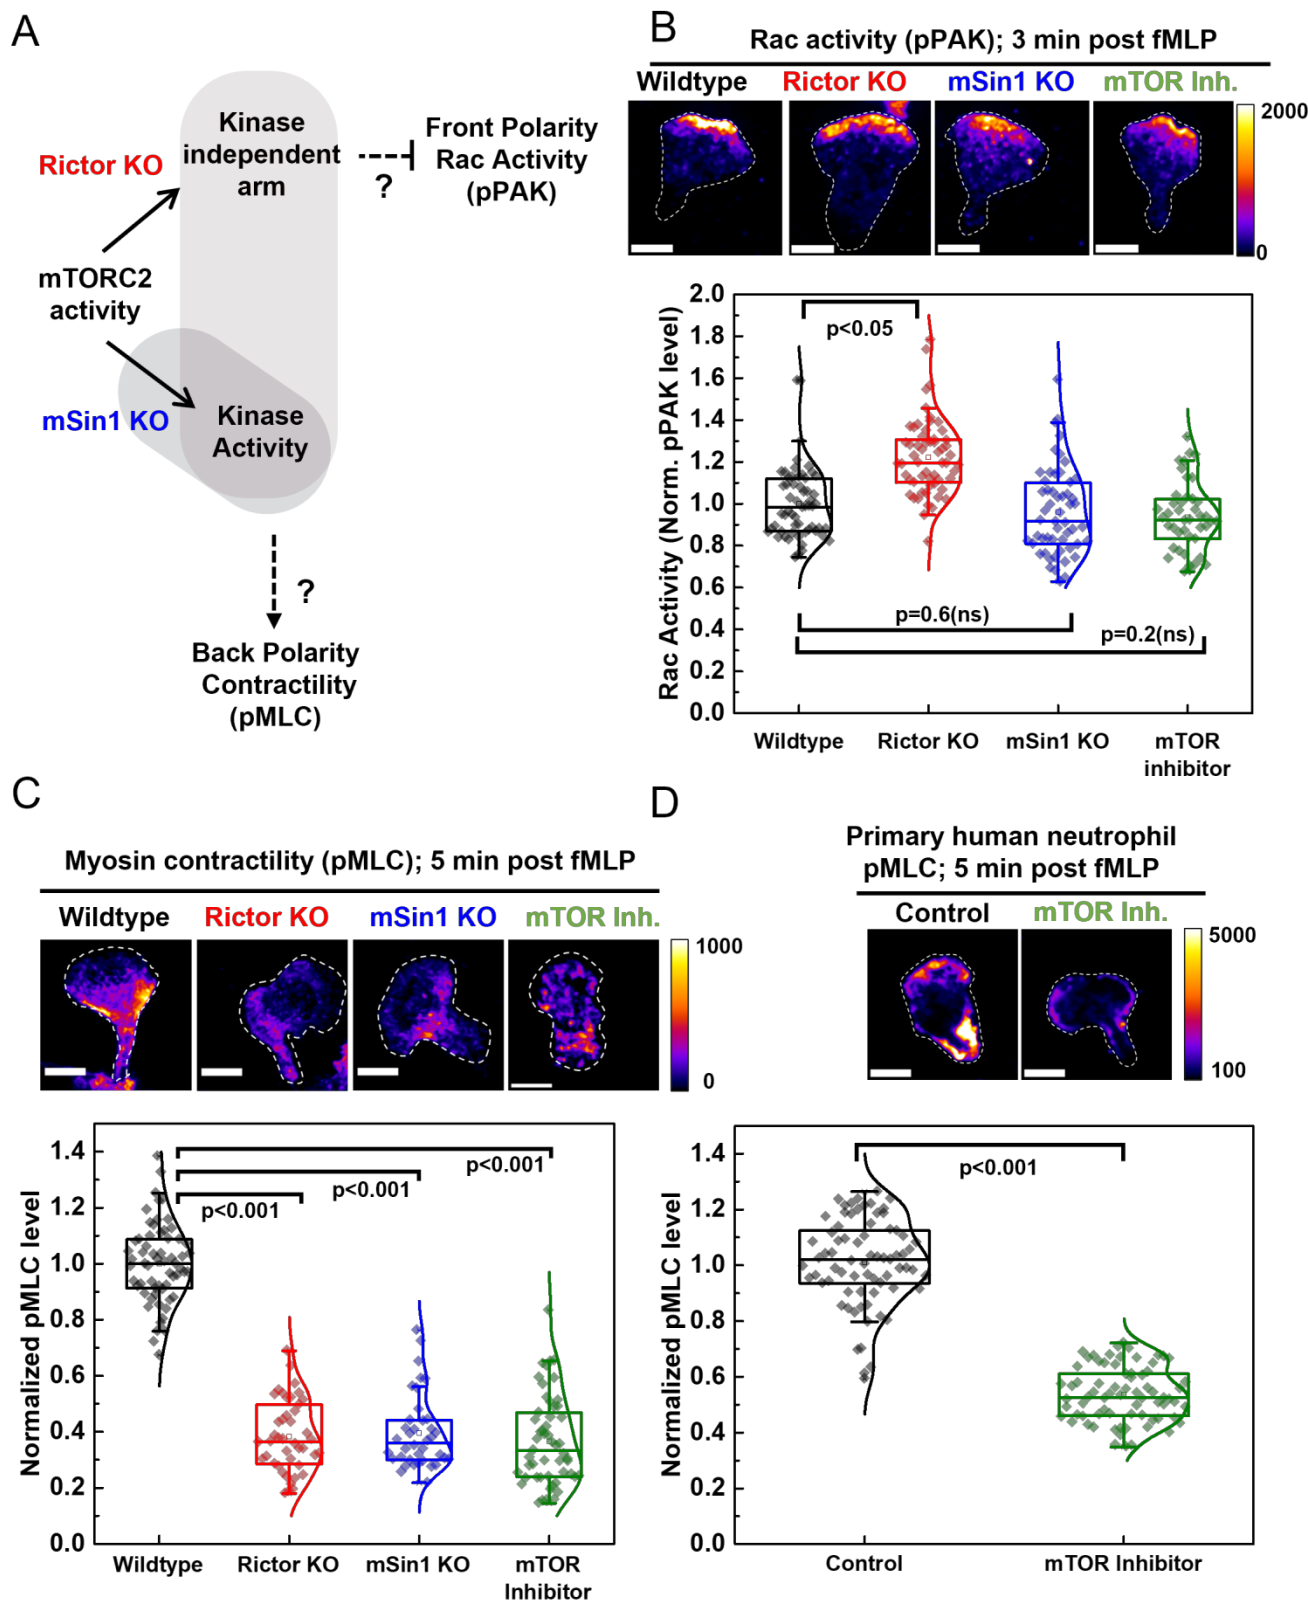 A
Kinase
independent
arm
Rictor KO
?
Front Polarity
Rac Activity
(pPAK)
mTORC2
activity
mSin1 KO
Kinase
Activity
?
Back Polarity
Contractility
(pMLC)
B
Rac activity (pPAK); 3 min post fMLP
Wildtype Rictor KO mSin1 KO mTOR Inh.
2000
0
Rac Activity (Norm. pPAK level)
2.0
1.8
1.6
1.4
1.2
1.0
0.8
0.6
0.4
0.2
0.0
p<0.05
p=0.6(ns)
p=0.2(ns)
Wildtype Rictor KO mSin1 KO mTOR
inhibitor
C
Myosin contractility (pMLC); 5 min post fMLP
Wildtype Rictor KO mSin1 KO mTOR Inh.
1000
0
Normalized pMLC level
1.4
1.2
1.0
0.8
0.6
0.4
0.2
0.0
p<0.001
p<0.001
p<0.001
Wildtype Rictor KO mSin1 KO mTOR
Inhibitor
D
Primary human neutrophil
pMLC; 5 min post fMLP
Control mTOR Inh.
5000
100
Normalized pMLC level
1.4
1.2
1.0
0.8
0.6
0.4
0.2
0.0
p<0.001
Control mTOR Inhibitor